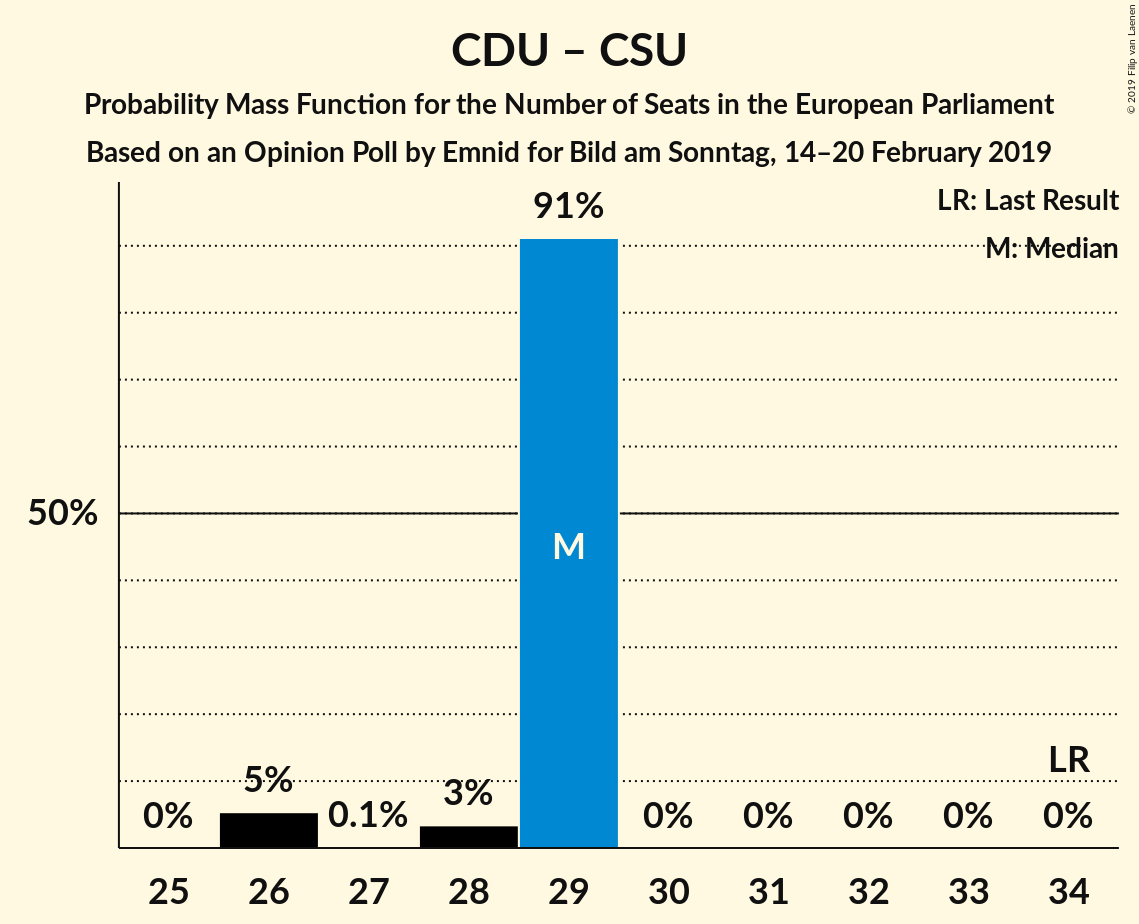 CDU – CSU
Probability Mass Function for the Number of Seats in the European Parliament
Based on an Opinion Poll by Emnid for Bild am Sonntag, 14–20 February 2019
© 2019 Filip van Laenen
LR: Last Result
M: Median
91%
50%
M
LR
0% 5% 0.1% 3% 0% 0% 0% 0% 0%
25 26 27 28 29 30 31 32 33 34